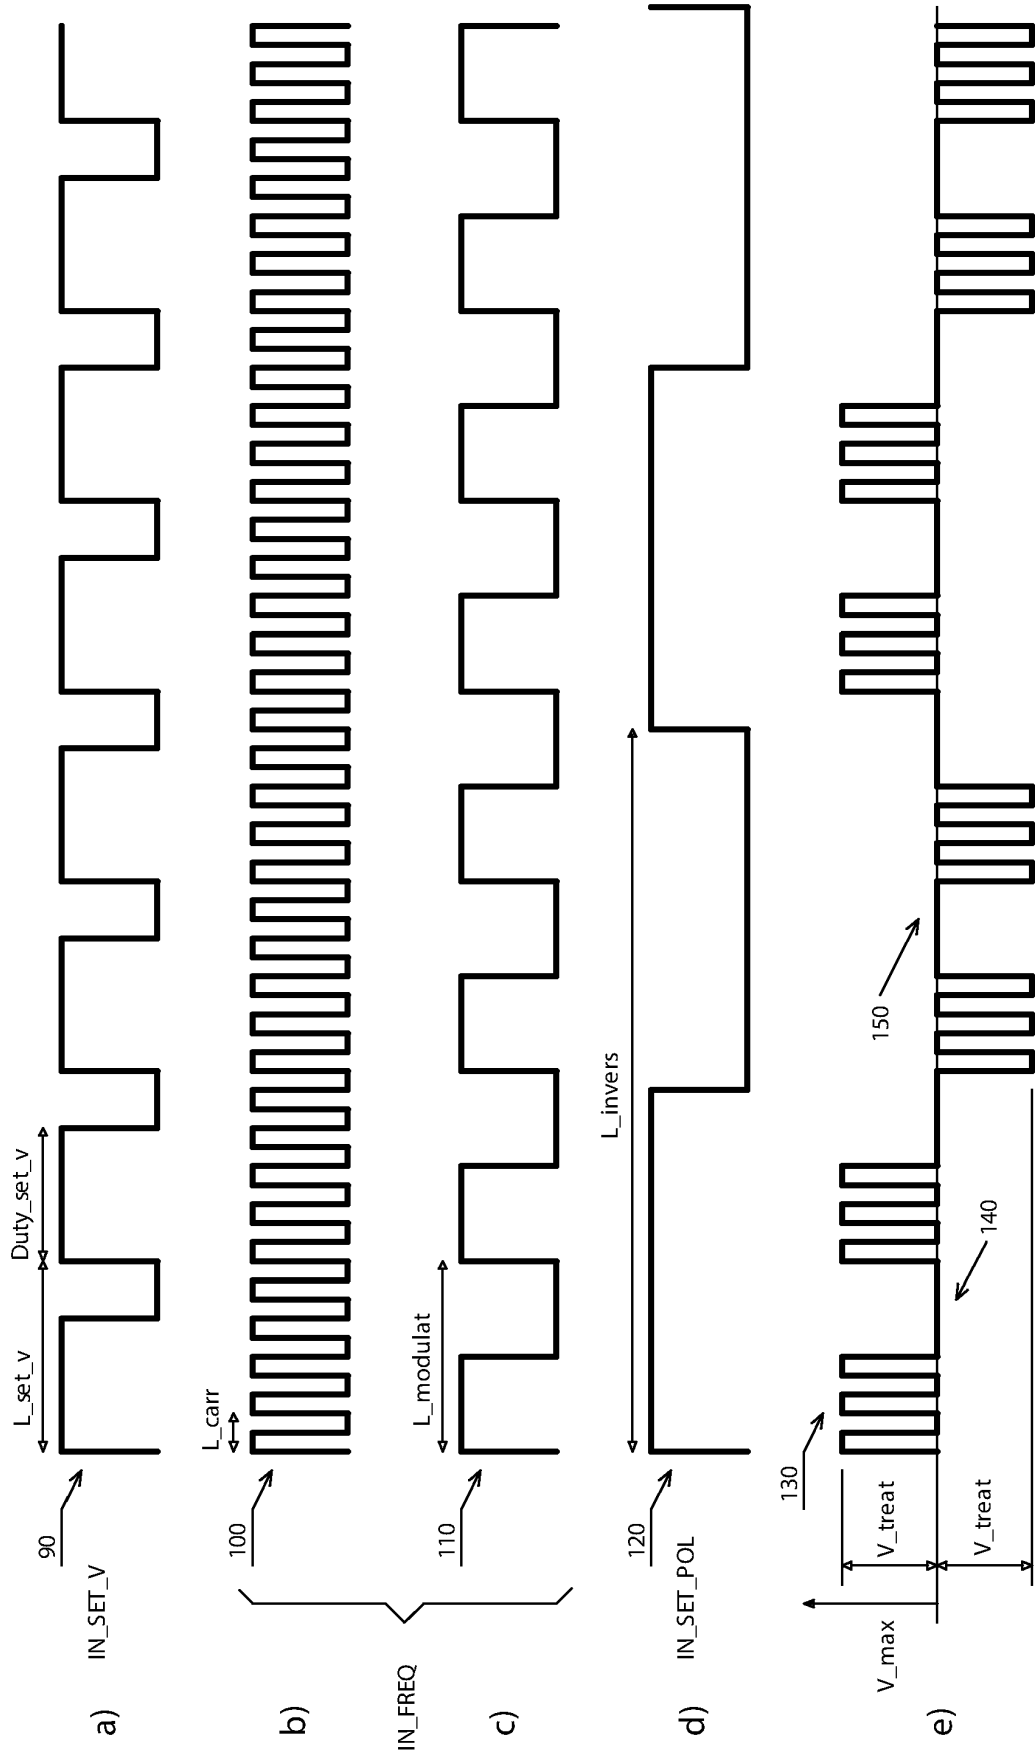 a)
IN_SET_V
90
L_set_v
Duty_set_v
b)
100
L_carr
IN_FREQ
c)
110
L_modulat
d)
IN_SET_POL
120
L_invers
e)
V_max
V_treat
V_treat
130
140
150